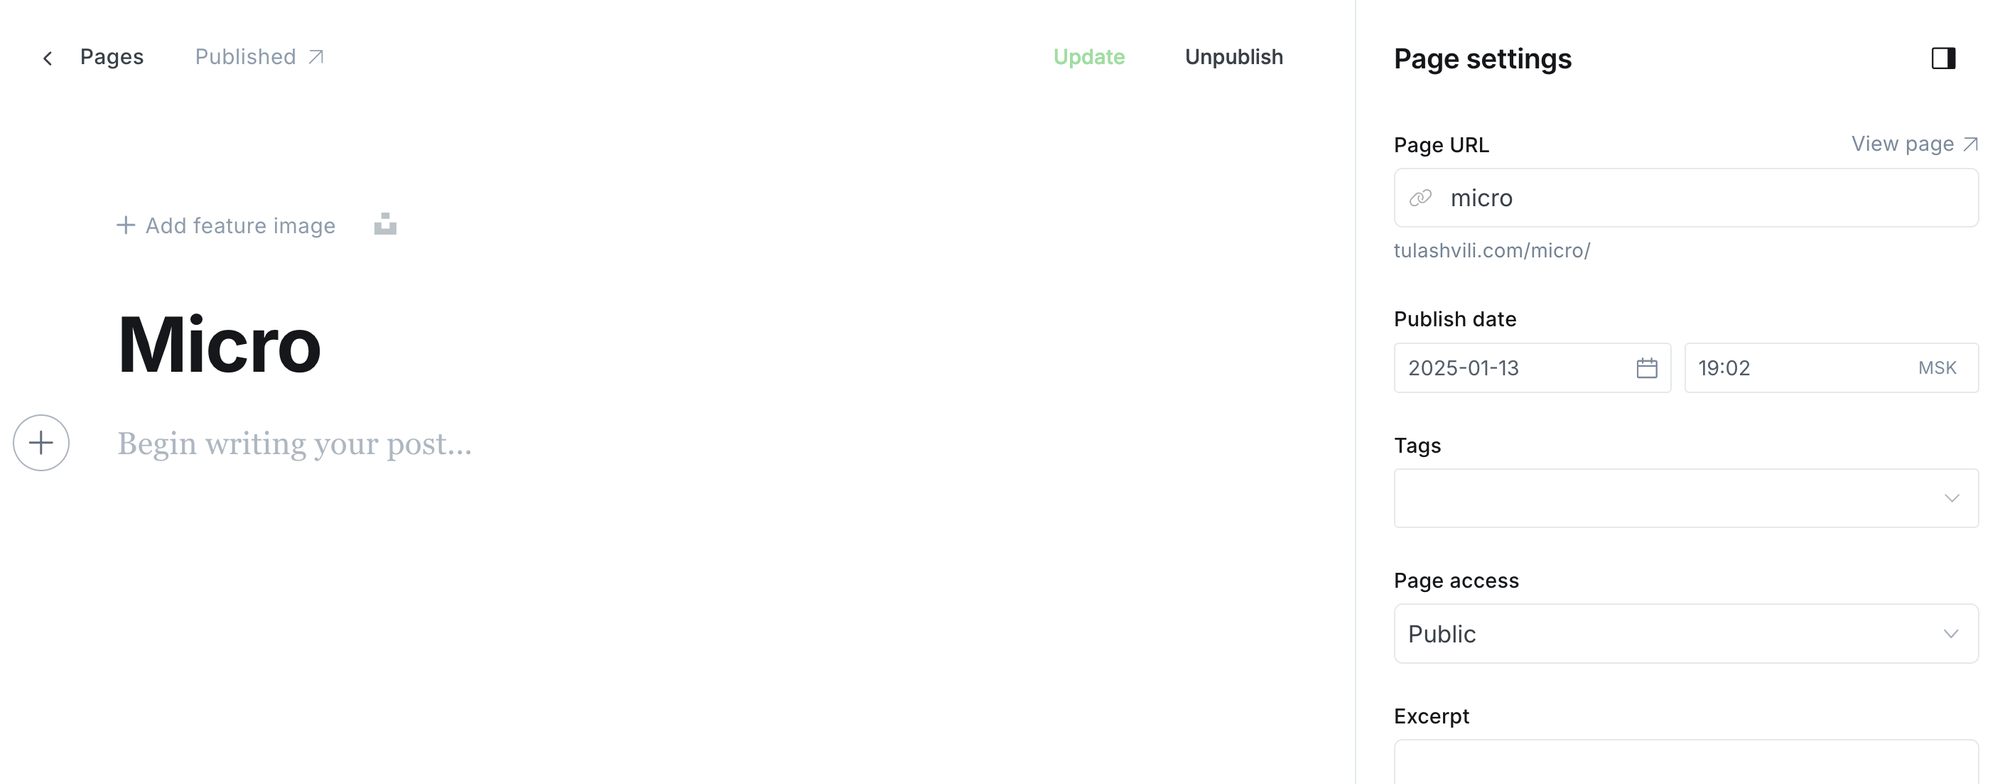 Pages
Published
Update
Unpublish
Add feature image
Micro
Begin writing your post...
Page settings
Page URL
View page
micro
tulashvili.com/micro/
Publish date
2025-01-13
19:02
MSK
Tags
Page access
Public
Excerpt